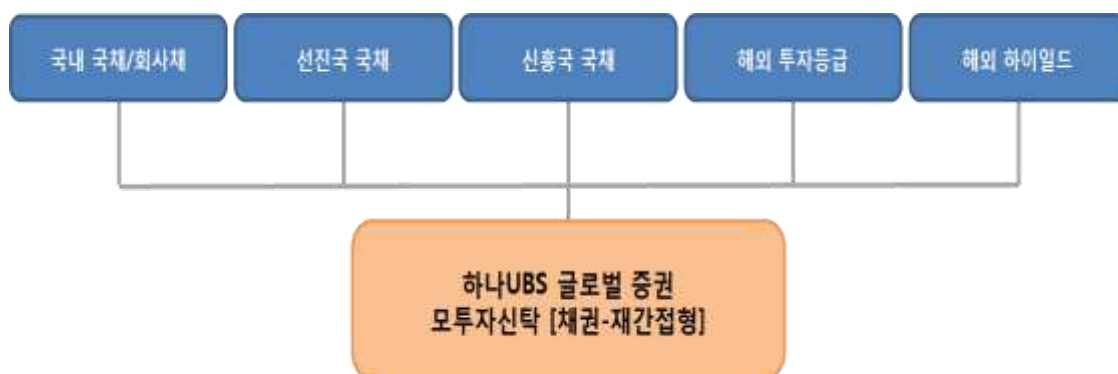 국내 국채/회사채
선진국 국채
신흥국 국채
해외 투자등급
해외 하이일드
하나UBS 글로벌 증권
모투자신탁 [채권-재간접형]